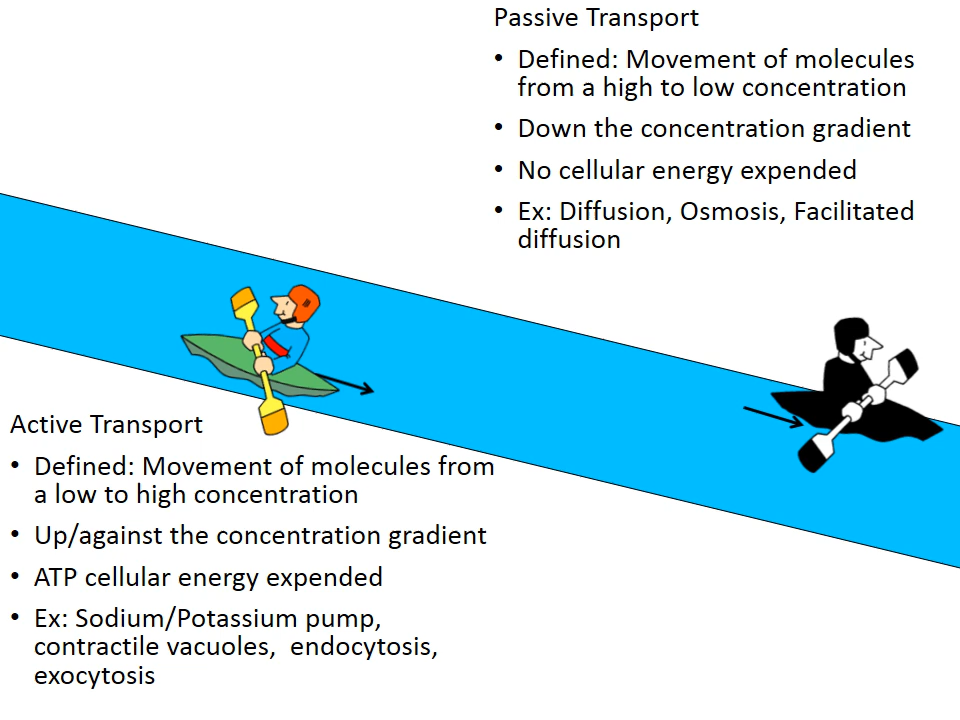 Passive Transport
• Defined: Movement of molecules
from a high to low concentration
• Down the concentration gradient
• No cellular energy expended
• Ex: Diffusion, Osmosis, Facilitated
diffusion
Active Transport
• Defined: Movement of molecules from
a low to high concentration
• Up/against the concentration gradient
• ATP cellular energy expended
• Ex: Sodium/Potassium pump,
contractile vacuoles,  endocytosis,
exocytosis